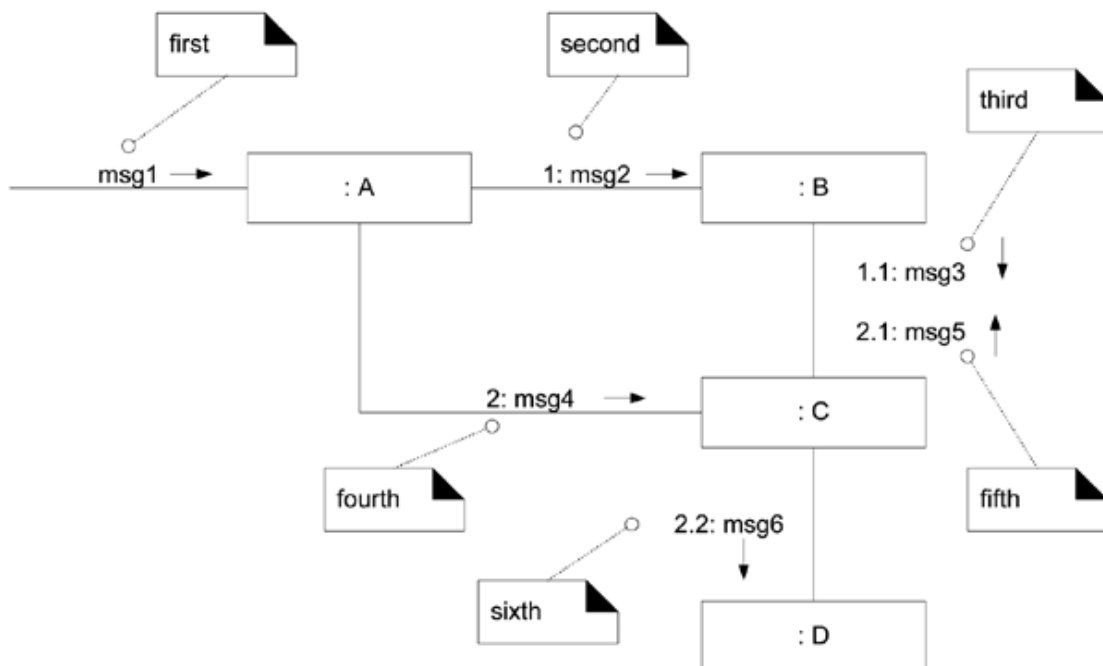 first
second
third
msg1
: A
1: msg2
: B
1.1: msg3
2.1: msg5
2: msg4
: C
fourth
fifth
2.2: msg6
sixth
: D